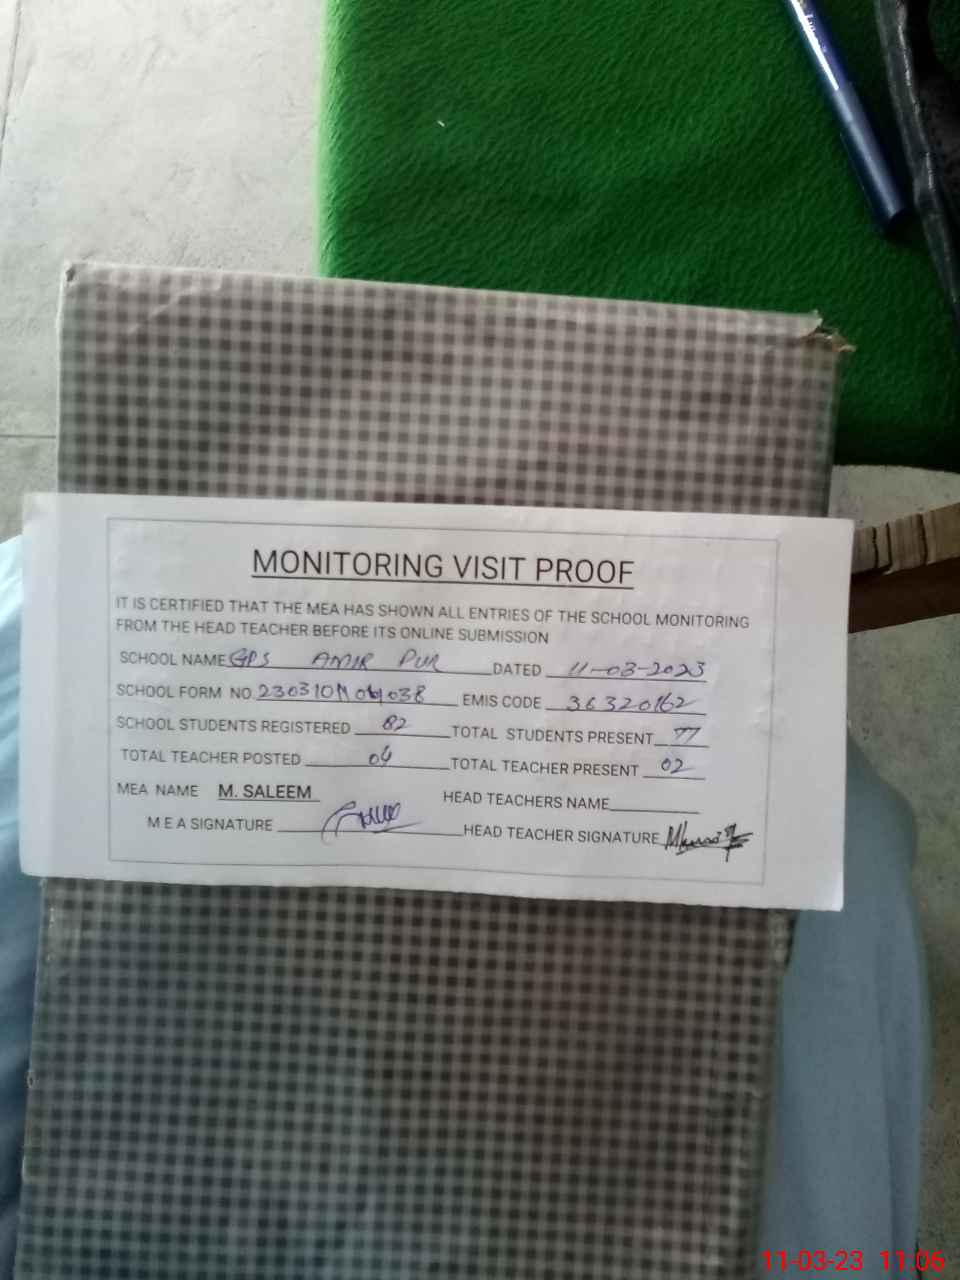 MONITORING VISIT PROOF
IT IS CERTIFIED THAT THE MEA HAS SHOWN ALL ENTRIES OF THE SCHOOL MONITORING
FROM THE HEAD TEACHER BEFORE ITS ONLINE SUBMISSION
SCHOOL NAME GPS AMIR PUR DATED 11-03-2023
SCHOOL FORM NO. EMIS CODE 36320162
SCHOOL STUDENTS REGISTERED 82 TOTAL STUDENTS PRESENT 77
TOTAL TEACHER POSTED 04 TOTAL TEACHER PRESENT 02
MEA NAME M. SALEEM HEAD TEACHERS NAME
M E A SIGNATURE HEAD TEACHER SIGNATURE
11-03-23 11:06